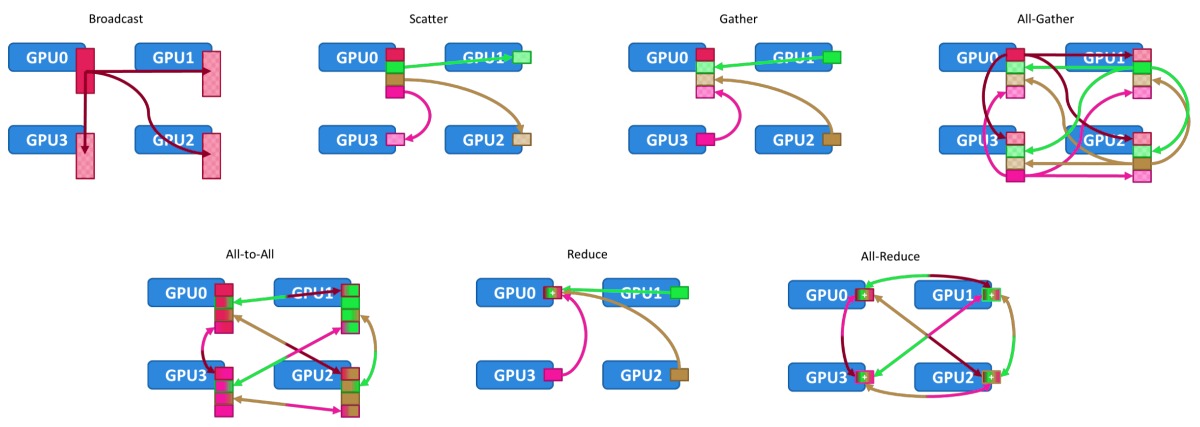 Broadcast
Scatter
Gather
All-Gather
GPU0
GPU1
GPU0
GPU1
GPU0
GPU1
GPU0
GPU1
GPU3
GPU2
GPU3
GPU2
GPU3
GPU2
GPU3
GPU2
All-to-All
Reduce
All-Reduce
GPU0
GPU1
GPU0
+
GPU1
GPU0
+
GPU1
+
GPU3
GPU2
GPU3
GPU2
GPU3
+
GPU2
+